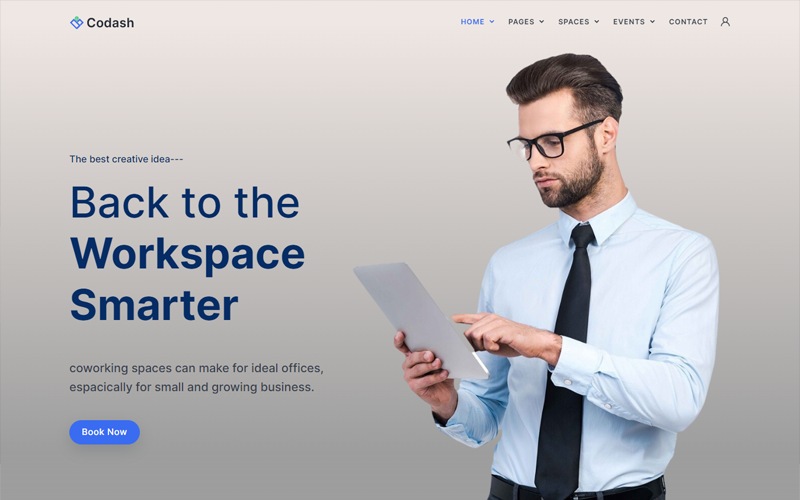 Codash
HOME PAGES SPACES EVENTS CONTACT
The best creative idea---
Back to the
Workspace
Smarter
coworking spaces can make for ideal offices,
espacically for small and growing business.
Book Now